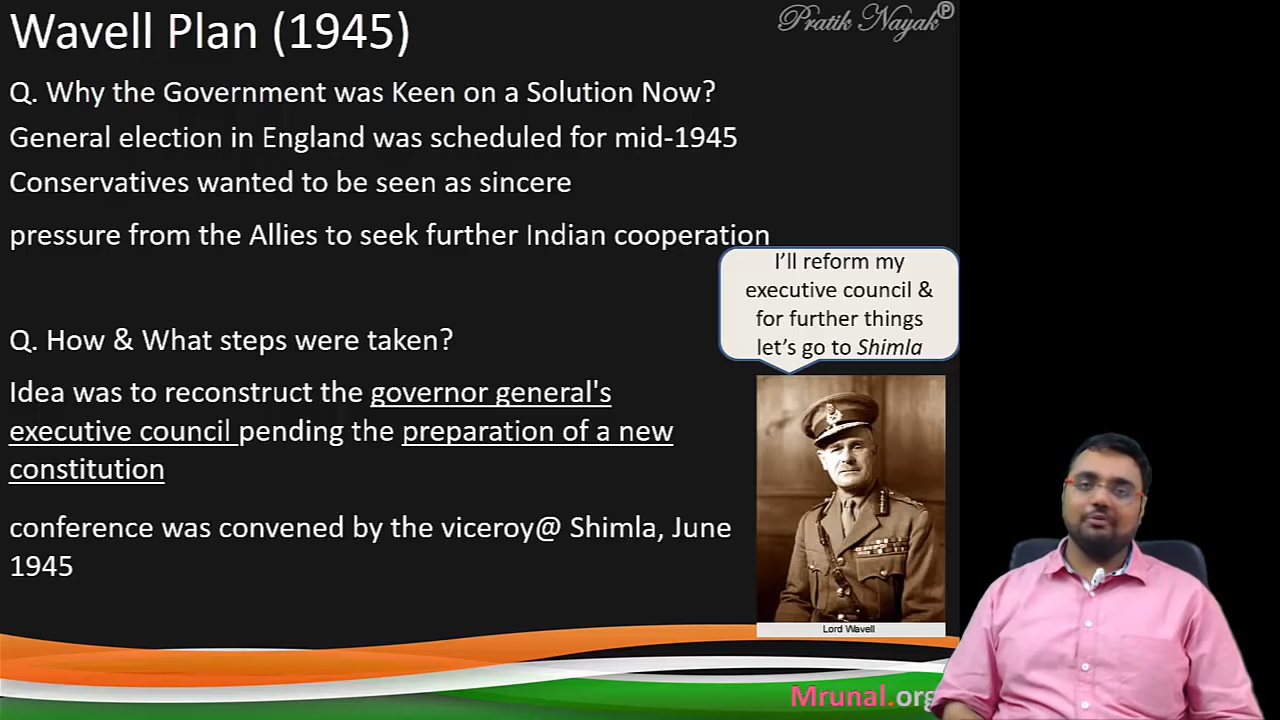 Wavell Plan (1945)
Pratik Nayak℗
Q. Why the Government was Keen on a Solution Now?
General election in England was scheduled for mid-1945
Conservatives wanted to be seen as sincere
pressure from the Allies to seek further Indian cooperation
I'll reform my
executive council &
for further things
let's go to Shimla
Q. How & What steps were taken?
Idea was to reconstruct the governor general's
executive council pending the preparation of a new
constitution
conference was convened by the viceroy@ Shimla, June
1945
Lord Wavell
Mrunal.org